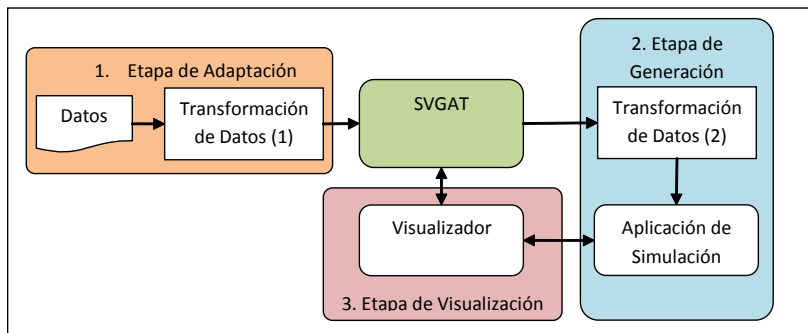 1. Etapa de Adaptación
Datos
Transformación
de Datos (1)
SVGAT
2. Etapa de
Generación
Transformación
de Datos (2)
Visualizador
Aplicación de
Simulación
3. Etapa de Visualización